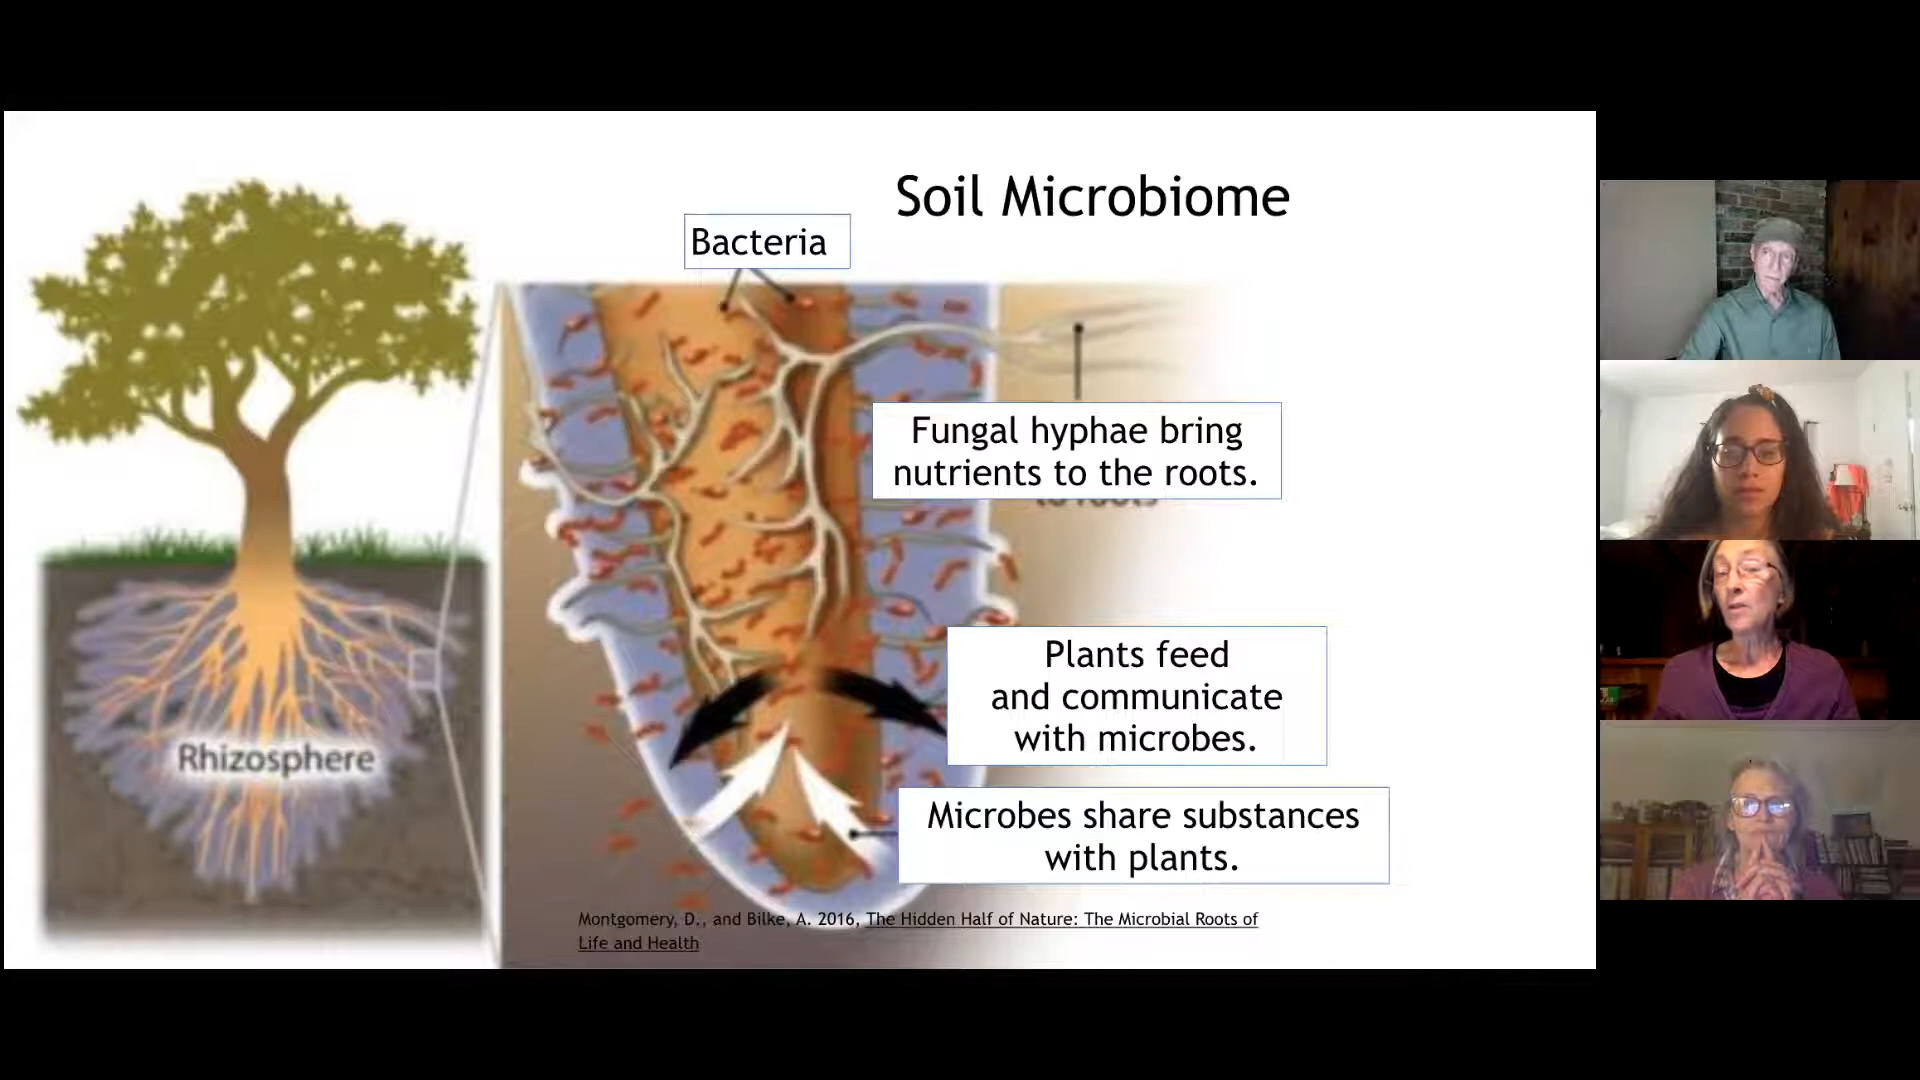 Soil Microbiome
Bacteria
Fungal hyphae bring
nutrients to the roots.
to roots
Plants feed
and communicate
with microbes.
Rhizosphere
Microbes share substances
with plants.
Montgomery, D., and Bilke, A. 2016, The Hidden Half of Nature: The Microbial Roots of
Life and Health